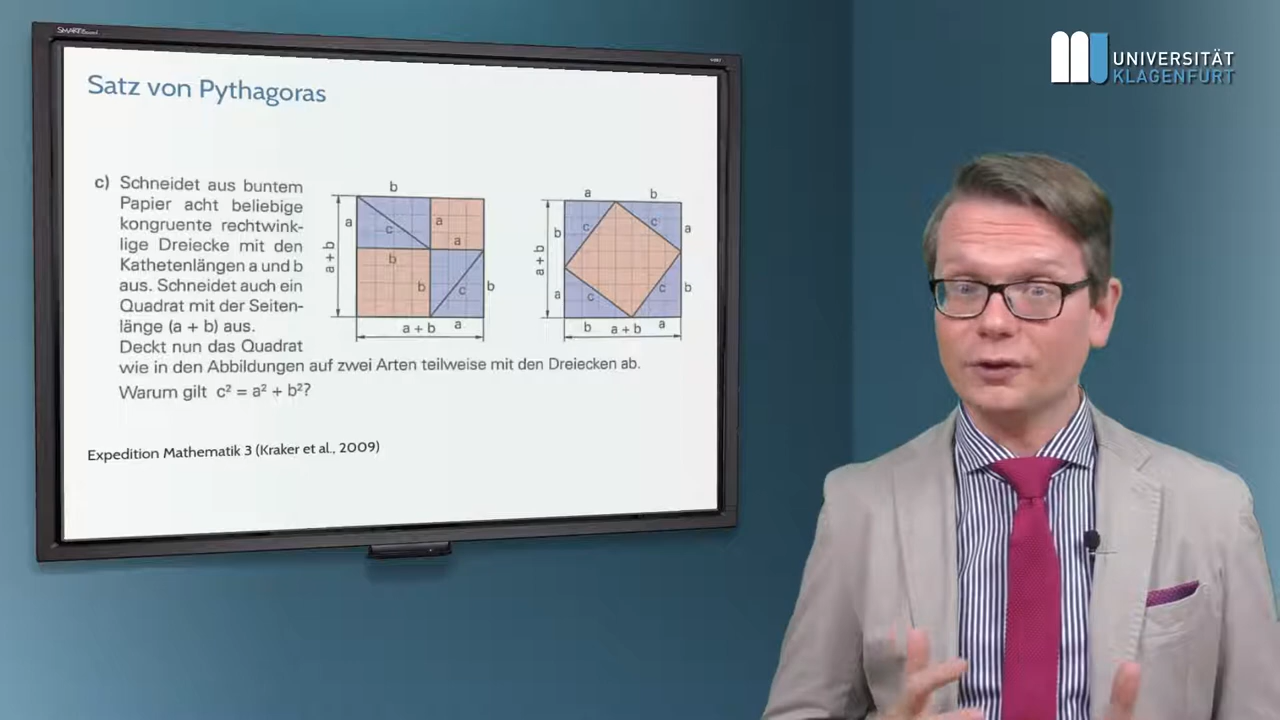 SMART Board
UNIVERSITÄT
KLAGENFURT
Satz von Pythagoras
c) Schneidet aus buntem
Papier acht beliebige
kongruente rechtwink-
lige Dreiecke mit den
Kathetenlängen a und b
aus. Schneidet auch ein
Quadrat mit der Seiten-
länge (a + b) aus.
Deckt nun das Quadrat
wie in den Abbildungen auf zwei Arten teilweise mit den Dreiecken ab.
Warum gilt c² = a² + b²?
b
a
c
a
a
a + b
b
b
c
b
a + b
a
a
b
b
c
c
a
a + b
a
c
c
b
b
a + b
a
Expedition Mathematik 3 (Kraker et al., 2009)